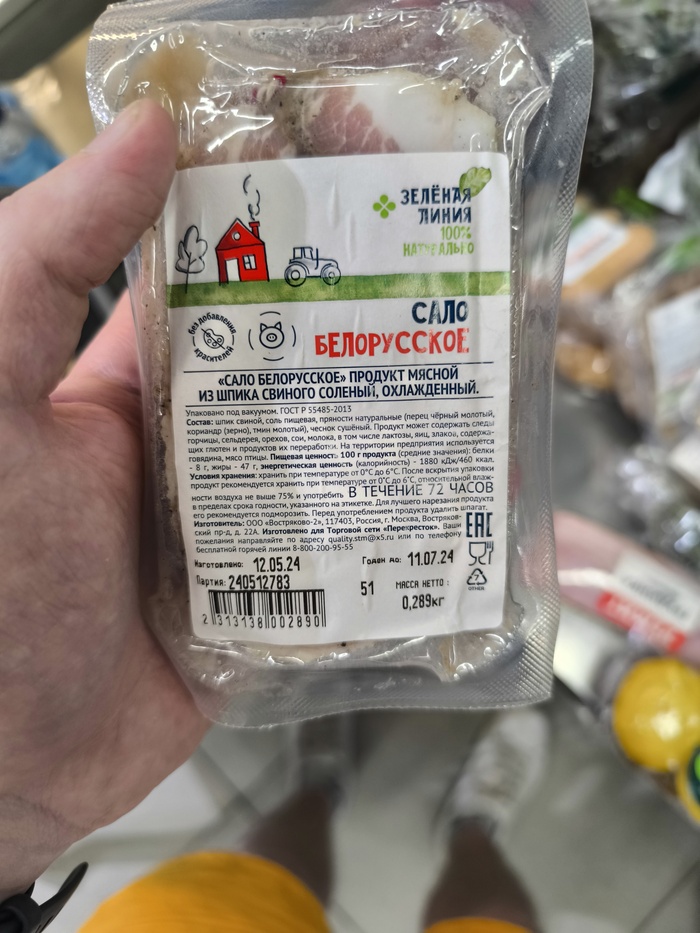 ЗЕЛЁНАЯ
ЛИНИЯ
100%
НАТУРАЛЬНО
без добавления
красителей
САЛО
БЕЛОРУССКОЕ
«САЛО БЕЛОРУССКОЕ» ПРОДУКТ МЯСНОЙ
ИЗ ШПИКА СВИНОГО СОЛЕНЫЙ, ОХЛАЖДЕННЫЙ.
Упаковано под вакуумом. ГОСТ Р 55485-2013
Состав: шпик свиной, соль пищевая, пряности натуральные (перец чёрный молотый,
кориандр (зерно), тмин молотый), чеснок сушёный. Продукт может содержать следы
горчицы, сельдерея, орехов, сои, молока, в том числе лактозы, яиц, злаков, содержа-
щих глютен и продуктов их переработки. На территории предприятия используется
говядина, мясо птицы. Пищевая ценность 100 г продукта (средние значения): белки
- 8 г, жиры - 47 г, энергетическая ценность (калорийность) - 1880 кДж/460 ккал.
Условия хранения: хранить при температуре от 0°С до 6°С. После вскрытия упаковки
продукт рекомендуется хранить при температуре от 0°С до 6°С, относительной влаж-
ности воздуха не выше 75% и употребить В ТЕЧЕНИЕ 72 ЧАСОВ
в пределах срока годности, указанного на этикетке. Для лучшего нарезания продукта
его рекомендуется подморозить. Перед употреблением продукта удалить шпагат.
Изготовитель: ООО «Востряково-2», 117403, Россия, г. Москва, Востряков-
ский пр-д, д. 22А. Изготовлено для Торговой сети «Перекресток». Ваши
пожелания направляйте по адресу quality.stm@x5.ru или по телефону
бесплатной горячей линии 8-800-200-95-55
EAC
Изготовлено: 12.05.24 Годен до: 11.07.24
Партия: 240512783
51 МАССА НЕТТО :
0,289кг
2 313138 002890